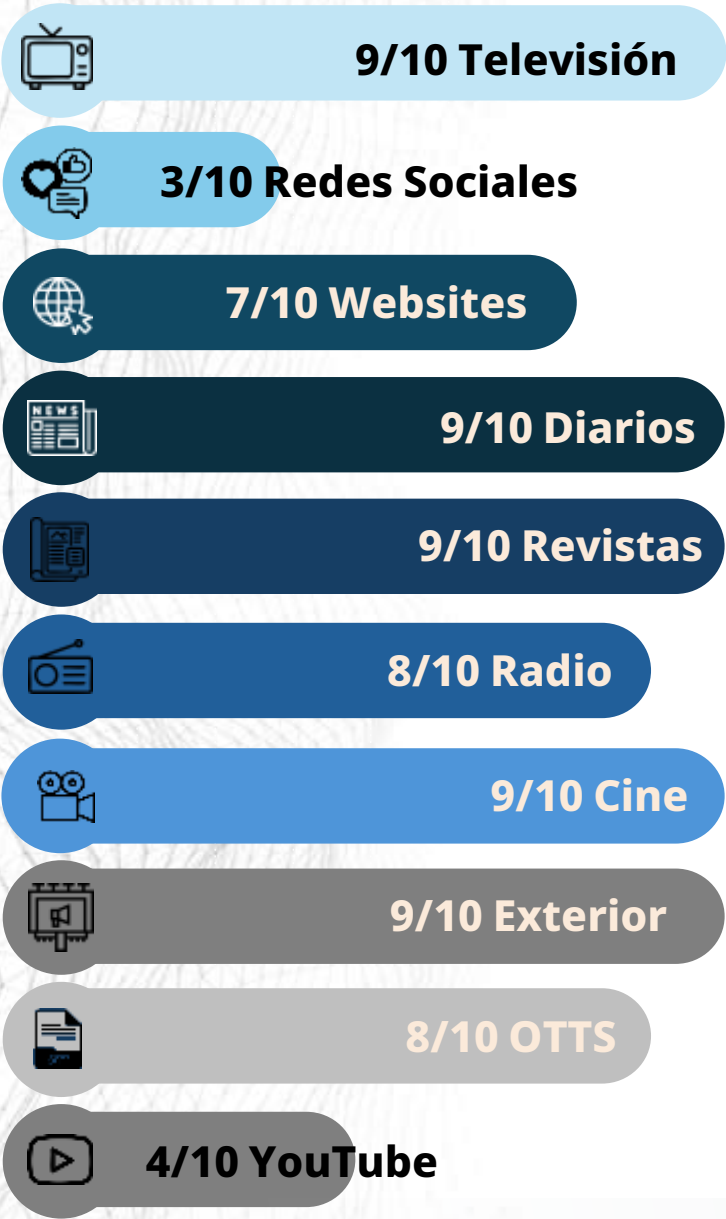 9/10 Televisión
3/10 Redes Sociales
7/10 Websites
NEWS
9/10 Diarios
9/10 Revistas
8/10 Radio
9/10 Cine
9/10 Exterior
8/10 OTTS
4/10 YouTube